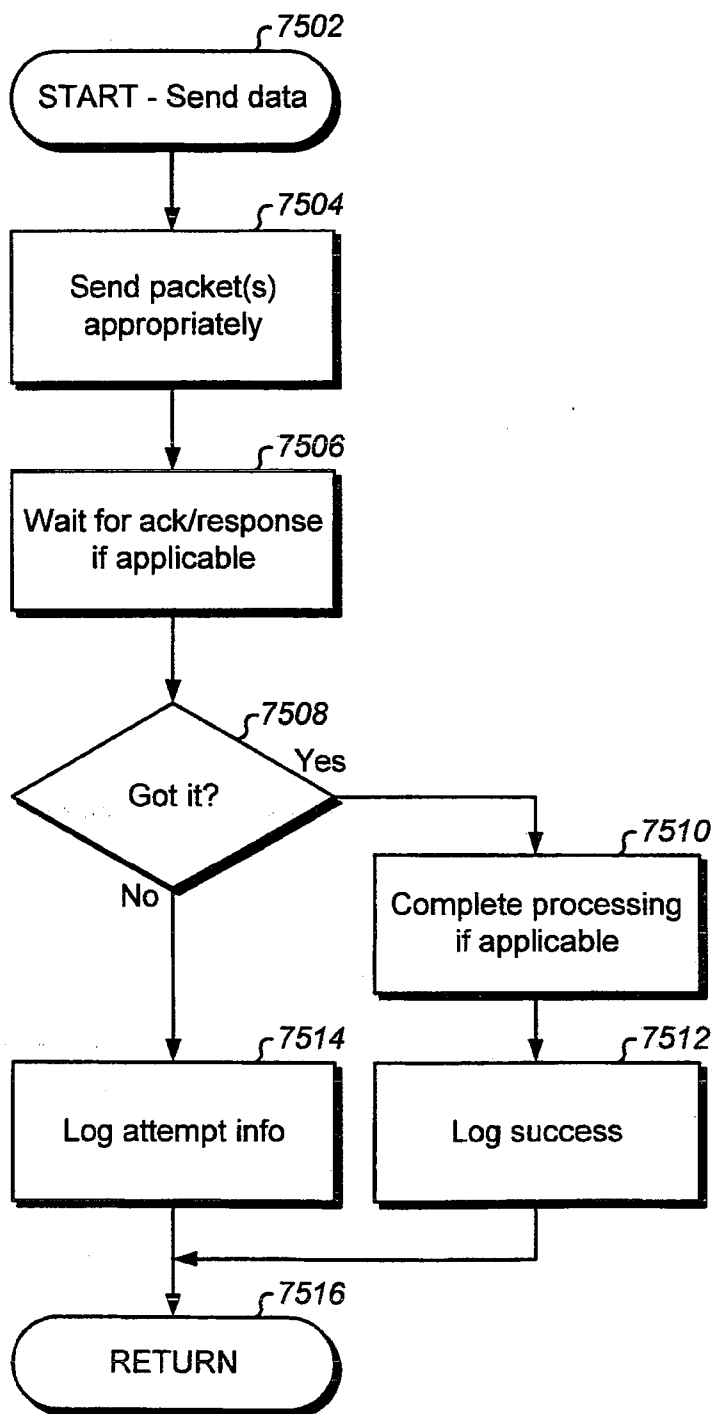 7502
START - Send data
7504
Send packet(s)
appropriately
7506
Wait for ack/response
if applicable
7508
Got it?
Yes
No
7510
Complete processing
if applicable
7514
Log attempt info
7512
Log success
7516
RETURN